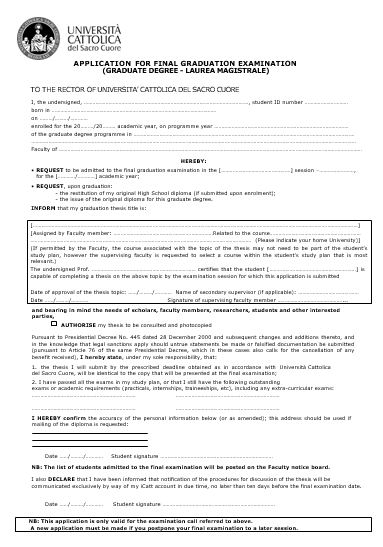 UNIVERSITÀ
CATTOLICA
del Sacro Cuore
APPLICATION FOR FINAL GRADUATION EXAMINATION
(GRADUATE DEGREE - LAUREA MAGISTRALE)
TO THE RECTOR OF UNIVERSITA' CATTOLICA DEL SACRO CUORE
I, the undersigned, ........................................, student ID number ................
born in ........................................
on ..../..../......
enrolled for the 20..../20..... academic year, on programme year ........................................
of the graduate degree programme in ........................................
........................................
Faculty of ........................................
HEREBY:
• REQUEST to be admitted to the final graduation examination in the [..............................] session –..............,
for the [......../........] academic year;
• REQUEST, upon graduation:
- the restitution of my original High School diploma (if submitted upon enrolment);
- the issue of the original diploma for this graduate degree.
INFORM that my graduation thesis title is:
[........................................]
[Assigned by Faculty member: ..............................Related to the course..............................
(Please indicate your home University)]
(If permitted by the Faculty, the course associated with the topic of the thesis may not need to be part of the student's
study plan, however the supervising faculty is requested to select a course within the student's study plan that is most
relevant.)
The undersigned Prof. .............................. certifies that the student [..............................] is
capable of completing a thesis on the above topic by the examination session for which this application is submitted
Date of approval of thesis topic: ..../..../...... Name of secondary supervisor (if applicable): ....................
Date ..../..../........ Signature of supervising faculty member ..............................
and bearing in mind the needs of scholars, faculty members, researchers, students and other interested
parties,
☐ AUTHORISE my thesis to be consulted and photocopied
Pursuant to Presidential Decree No. 445 dated 28 December 2000 and subsequent changes and additions thereto, and
in the knowledge that legal sanctions apply should untrue statements be made or falsified documentation be submitted
(pursuant to Article 76 of the same Presidential Decree, which in these cases also calls for the cancellation of any
benefit received), I hereby state, under my sole responsibility, that:
1. the thesis I will submit by the prescribed deadline obtained as in accordance with Università Cattolica
del Sacro Cuore, will be identical to the copy that will be presented at the final examination;
2. I have passed all the exams in my study plan, or that I still have the following outstanding
exams or academic requirements (practicals, internships, traineeships, etc), including any extra-curricular exams:
.............................. ..............................
.............................. ..............................
I HEREBY confirm the accuracy of the personal information below (or as amended); this address should be used if
mailing of the diploma is requested:
Date ...../...../.......... Student signature ..............................
NB: The list of students admitted to the final examination will be posted on the Faculty notice board.
I also DECLARE that I have been informed that notification of the procedures for discussion of the thesis will be
communicated exclusively by way of my iCatt account in due time, no later than ten days before the final examination date.
Date ...../...../.......... Student signature ..............................
NB: This application is only valid for the examination call referred to above.
A new application must be made if you postpone your final examination to a later session.